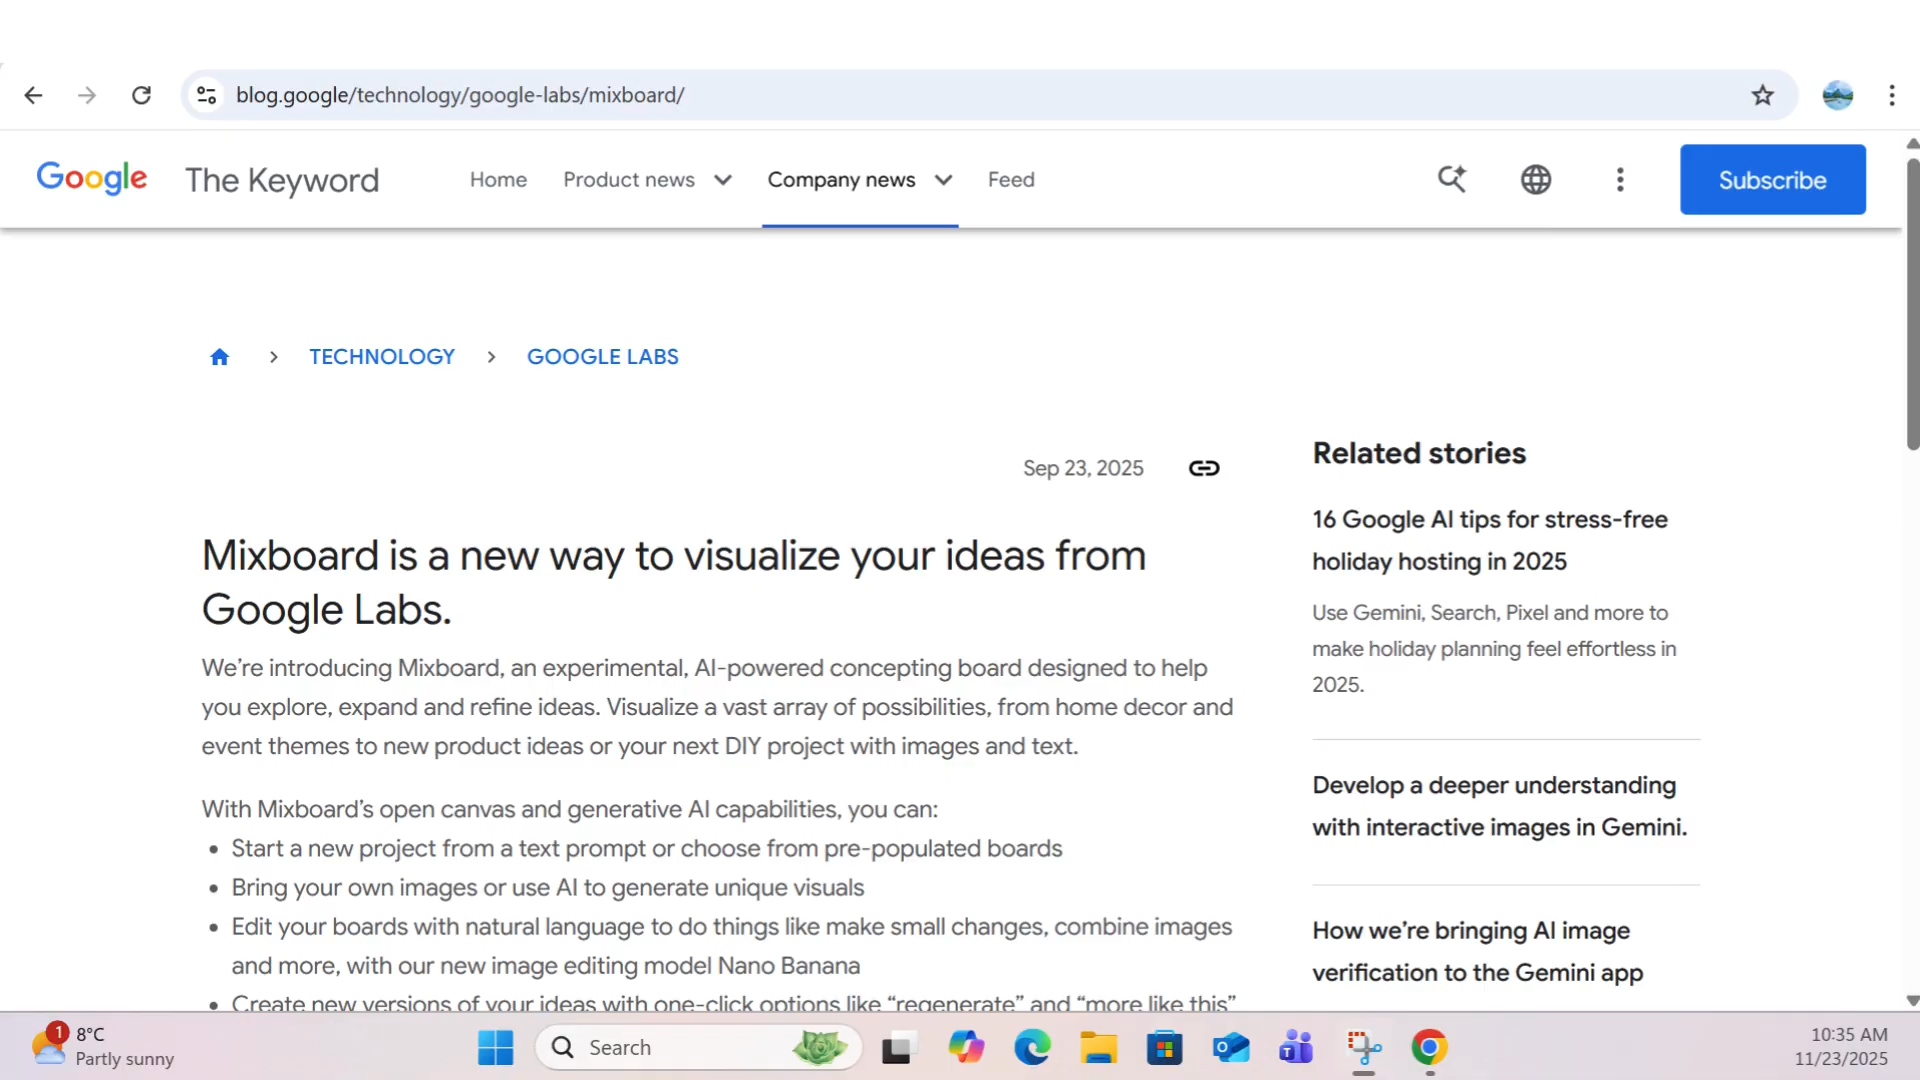 blog.google/technology/google-labs/mixboard/
Google The Keyword Home Product news Company news Feed Subscribe
TECHNOLOGY GOOGLE LABS
Sep 23, 2025
Mixboard is a new way to visualize your ideas from
Google Labs.
We’re introducing Mixboard, an experimental, AI-powered concepting board designed to help
you explore, expand and refine ideas. Visualize a vast array of possibilities, from home decor and
event themes to new product ideas or your next DIY project with images and text.
With Mixboard’s open canvas and generative AI capabilities, you can:
• Start a new project from a text prompt or choose from pre-populated boards
• Bring your own images or use AI to generate unique visuals
• Edit your boards with natural language to do things like make small changes, combine images
and more, with our new image editing model Nano Banana
• Create new versions of your ideas with one-click options like “regenerate” and “more like this”
Related stories
16 Google AI tips for stress-free
holiday hosting in 2025
Use Gemini, Search, Pixel and more to
make holiday planning feel effortless in
2025.
Develop a deeper understanding
with interactive images in Gemini.
How we’re bringing AI image
verification to the Gemini app
1
8°C
Partly sunny
Search
10:35 AM
11/23/2025